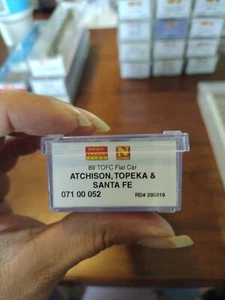 N
89' TOFC Flat Car
ATCHISON, TOPEKA &
SANTA FE
071 00 052 RD# 295019